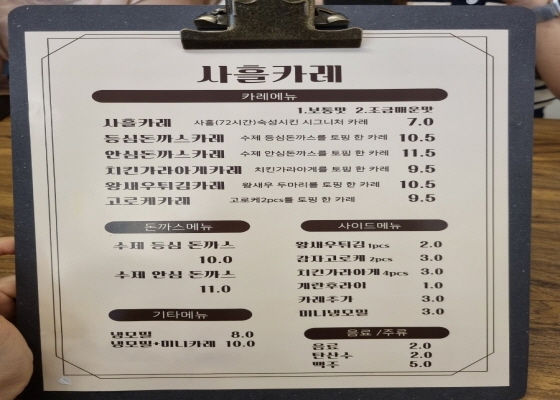 사흘카레
카레메뉴
1.보통맛 2.조금매운맛
사흘카레 사흘(72시간)숙성시킨 시그니처 카레 7.0
등심돈까스카레 수제 등심돈까스를 토핑 한 카레 10.5
안심돈까스카레 수제 안심돈까스를 토핑 한 카레 11.5
치킨가라아게카레 치킨가라아게를 토핑 한 카레 9.5
왕새우튀김카레 왕새우 두마리를 토핑 한 카레 10.5
고로케카레 고로케2pcs를 토핑 한 카레 9.5
돈까스메뉴
수제 등심 돈까스
10.0
수제 안심 돈까스
11.0
기타메뉴
냉모밀 8.0
냉모밀•미니카레 10.0
사이드메뉴
왕새우튀김 1pcs 2.0
감자고로케 2pcs 3.0
치킨가라아게 4pcs 3.0
계란후라이 1.0
카레추가 3.0
미니냉모밀 3.0
음료/주류
음료 2.0
탄산수 2.0
맥주 5.0